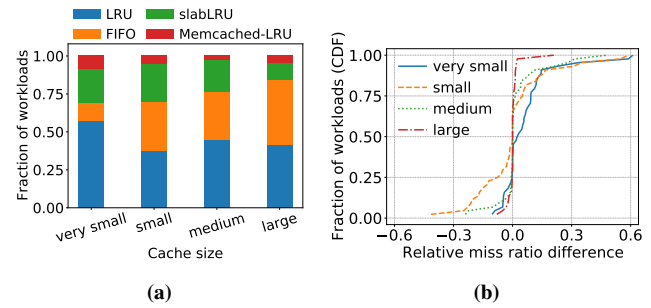 LRU
FIFO
slabLRU
Memcached-LRU
1.00
0.75
0.50
0.25
0.00
Fraction of workloads
very small
small
medium
large
Cache size
(a)
1.00
0.75
0.50
0.25
0.00
Fraction of workloads (CDF)
very small
small
medium
large
−0.6
−0.3
0.0
0.3
0.6
Relative miss ratio difference
(b)